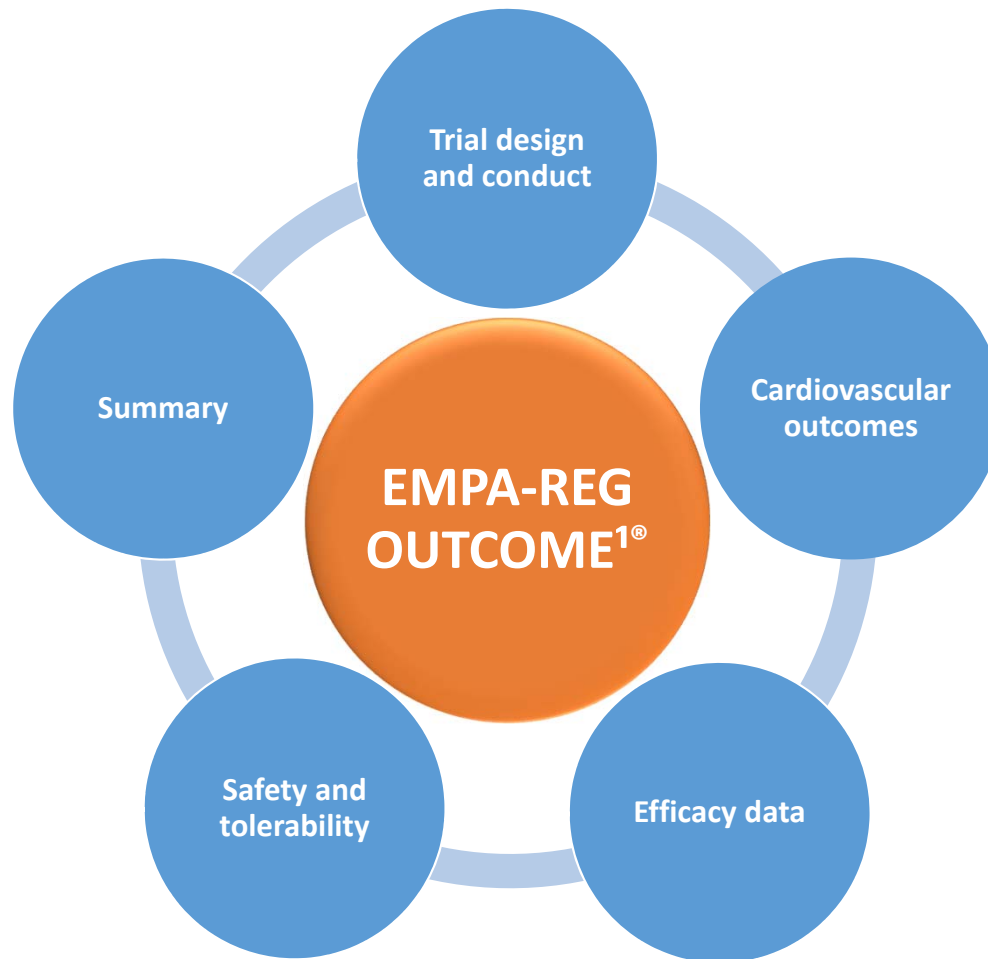 Trial design
and conduct
Cardiovascular
outcomes
Efficacy data
Safety and
tolerability
Summary
EMPA-REG
OUTCOME¹®